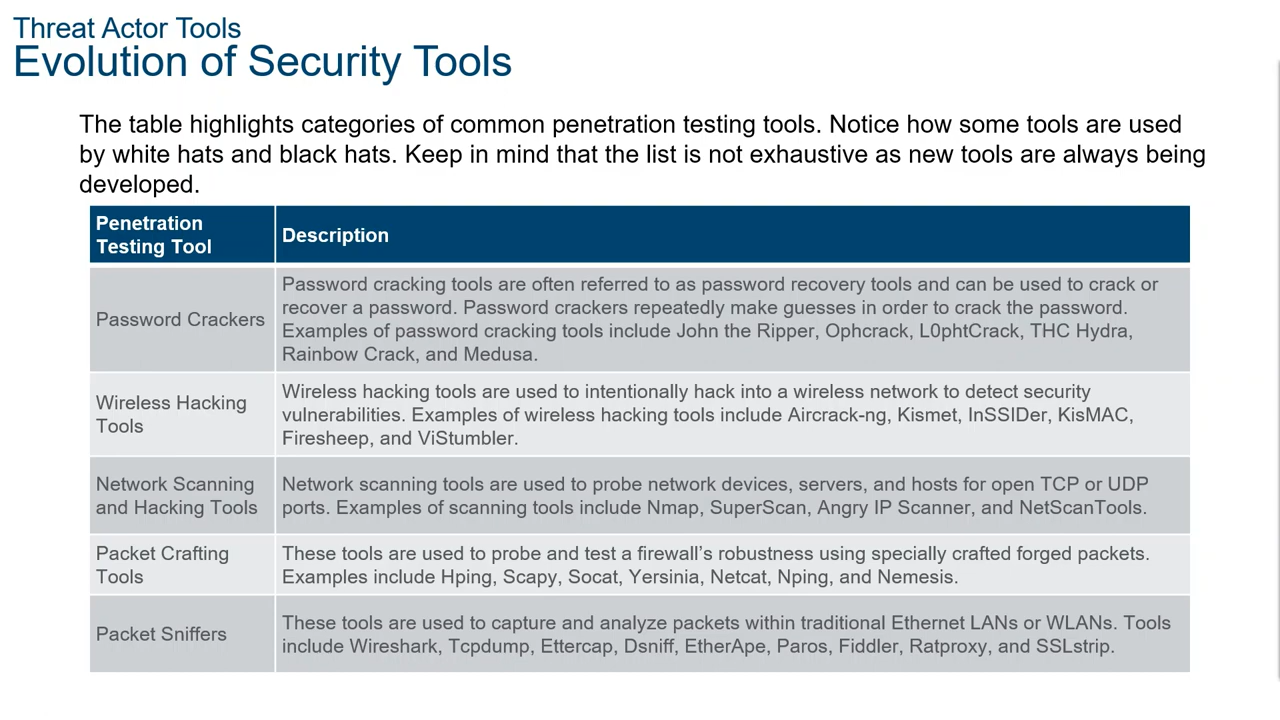 Threat Actor Tools
Evolution of Security Tools
The table highlights categories of common penetration testing tools. Notice how some tools are used
by white hats and black hats. Keep in mind that the list is not exhaustive as new tools are always being
developed.
Penetration
Testing Tool
Description
Password Crackers
Password cracking tools are often referred to as password recovery tools and can be used to crack or
recover a password. Password crackers repeatedly make guesses in order to crack the password.
Examples of password cracking tools include John the Ripper, Ophcrack, L0phtCrack, THC Hydra,
Rainbow Crack, and Medusa.
Wireless Hacking
Tools
Wireless hacking tools are used to intentionally hack into a wireless network to detect security
vulnerabilities. Examples of wireless hacking tools include Aircrack-ng, Kismet, InSSIDer, KisMAC,
Firesheep, and ViStumbler.
Network Scanning
and Hacking Tools
Network scanning tools are used to probe network devices, servers, and hosts for open TCP or UDP
ports. Examples of scanning tools include Nmap, SuperScan, Angry IP Scanner, and NetScanTools.
Packet Crafting
Tools
These tools are used to probe and test a firewall's robustness using specially crafted forged packets.
Examples include Hping, Scapy, Socat, Yersinia, Netcat, Nping, and Nemesis.
Packet Sniffers
These tools are used to capture and analyze packets within traditional Ethernet LANs or WLANs. Tools
include Wireshark, Tcpdump, Ettercap, Dsniff, EtherApe, Paros, Fiddler, Ratproxy, and SSLstrip.